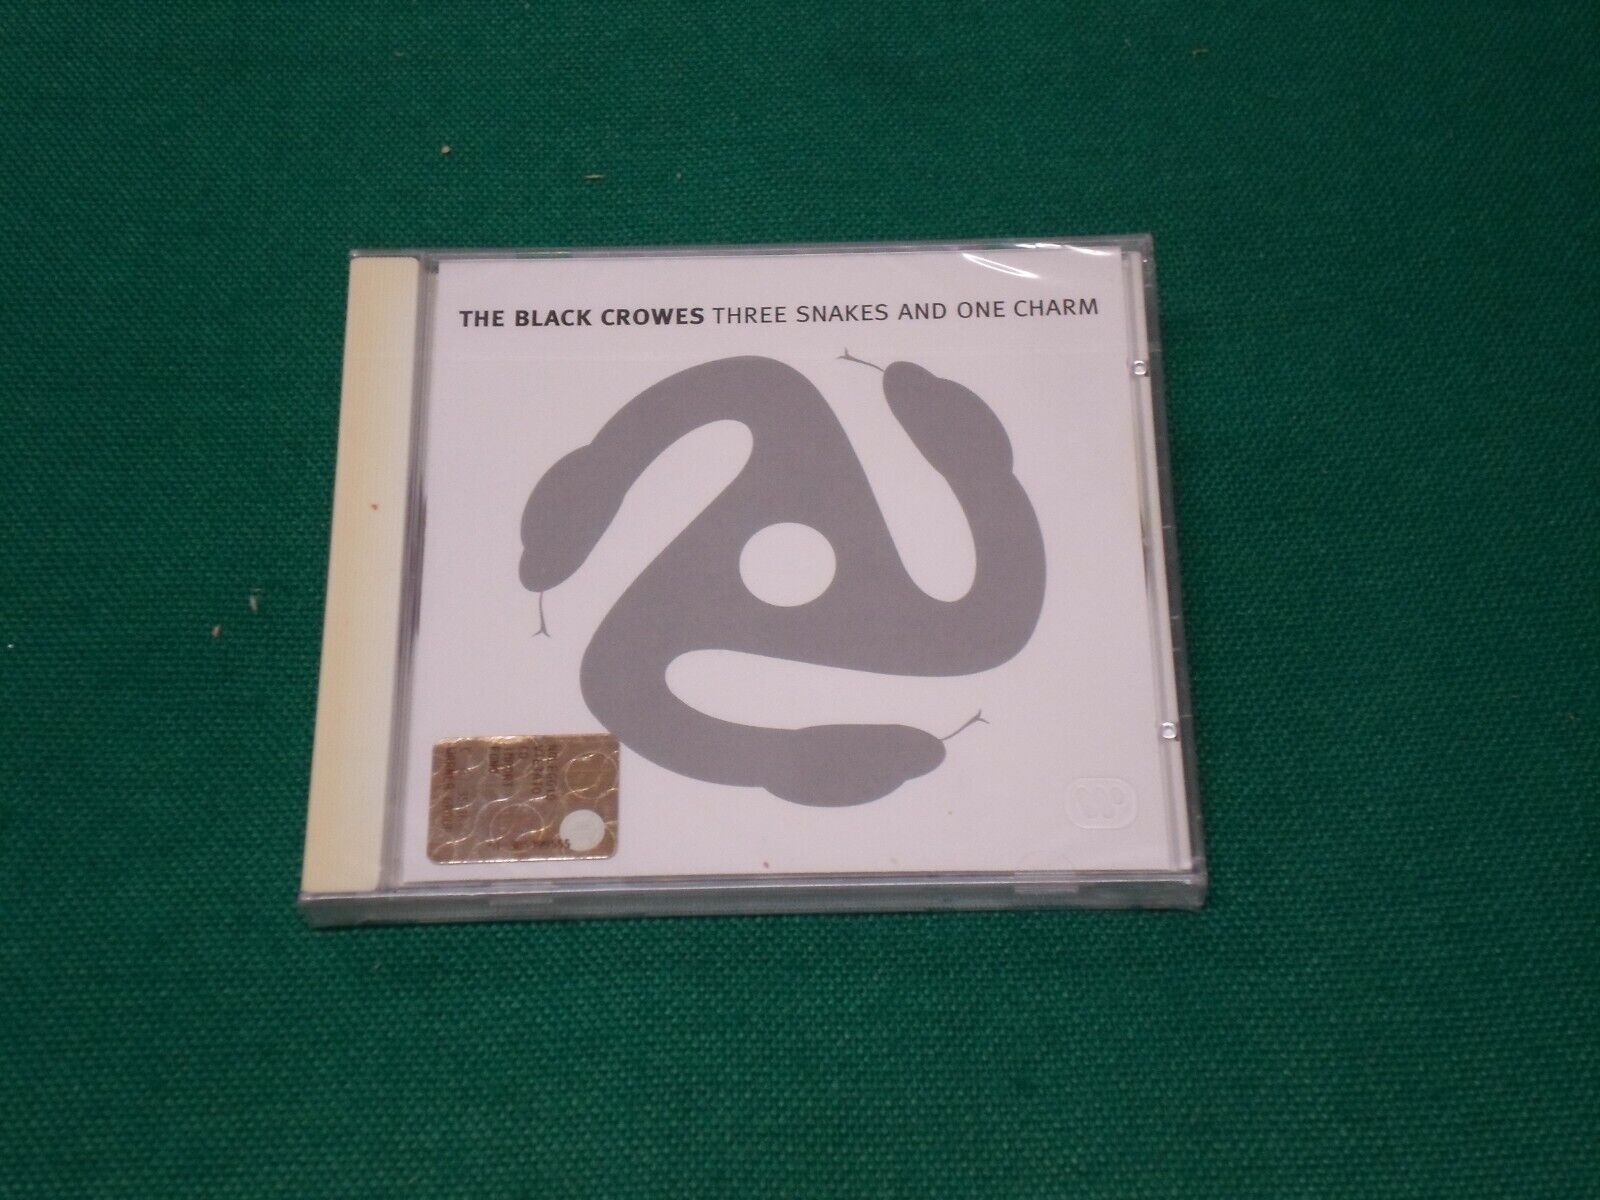 THE BLACK CROWES THREE SNAKES AND ONE CHARM